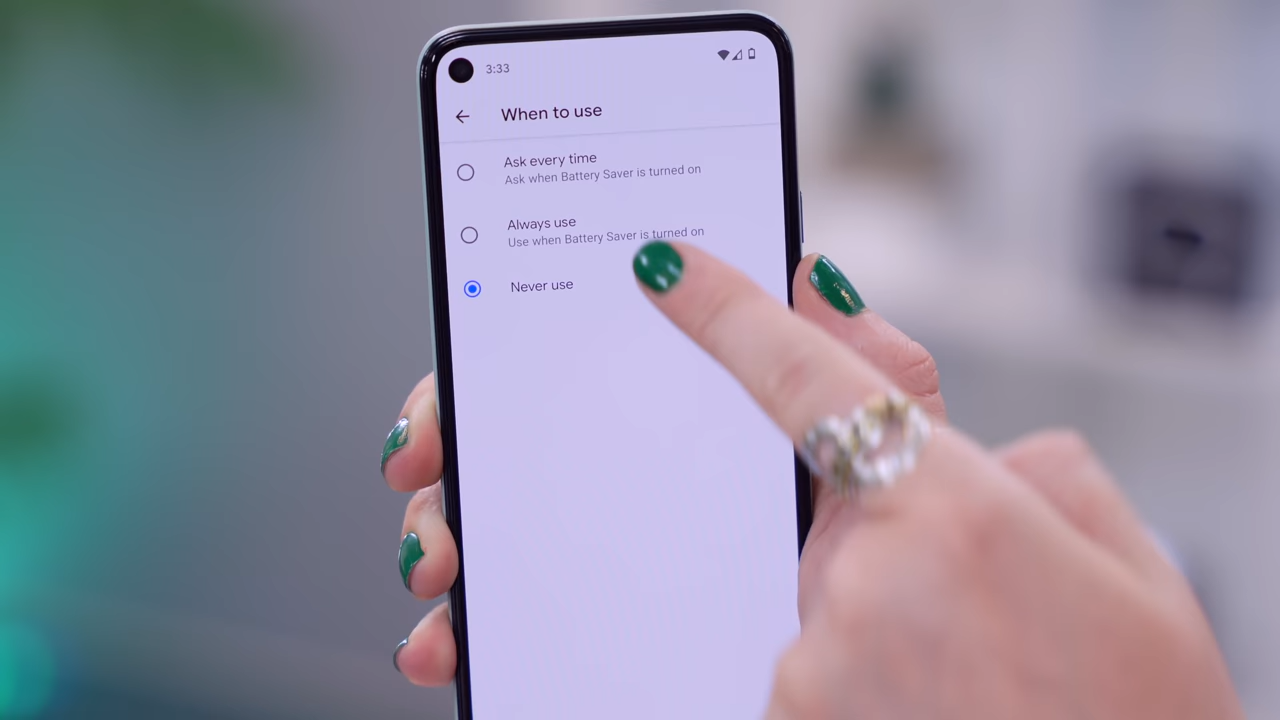 3:33
When to use
Ask every time
Ask when Battery Saver is turned on
Always use
Use when Battery Saver is turned on
Never use